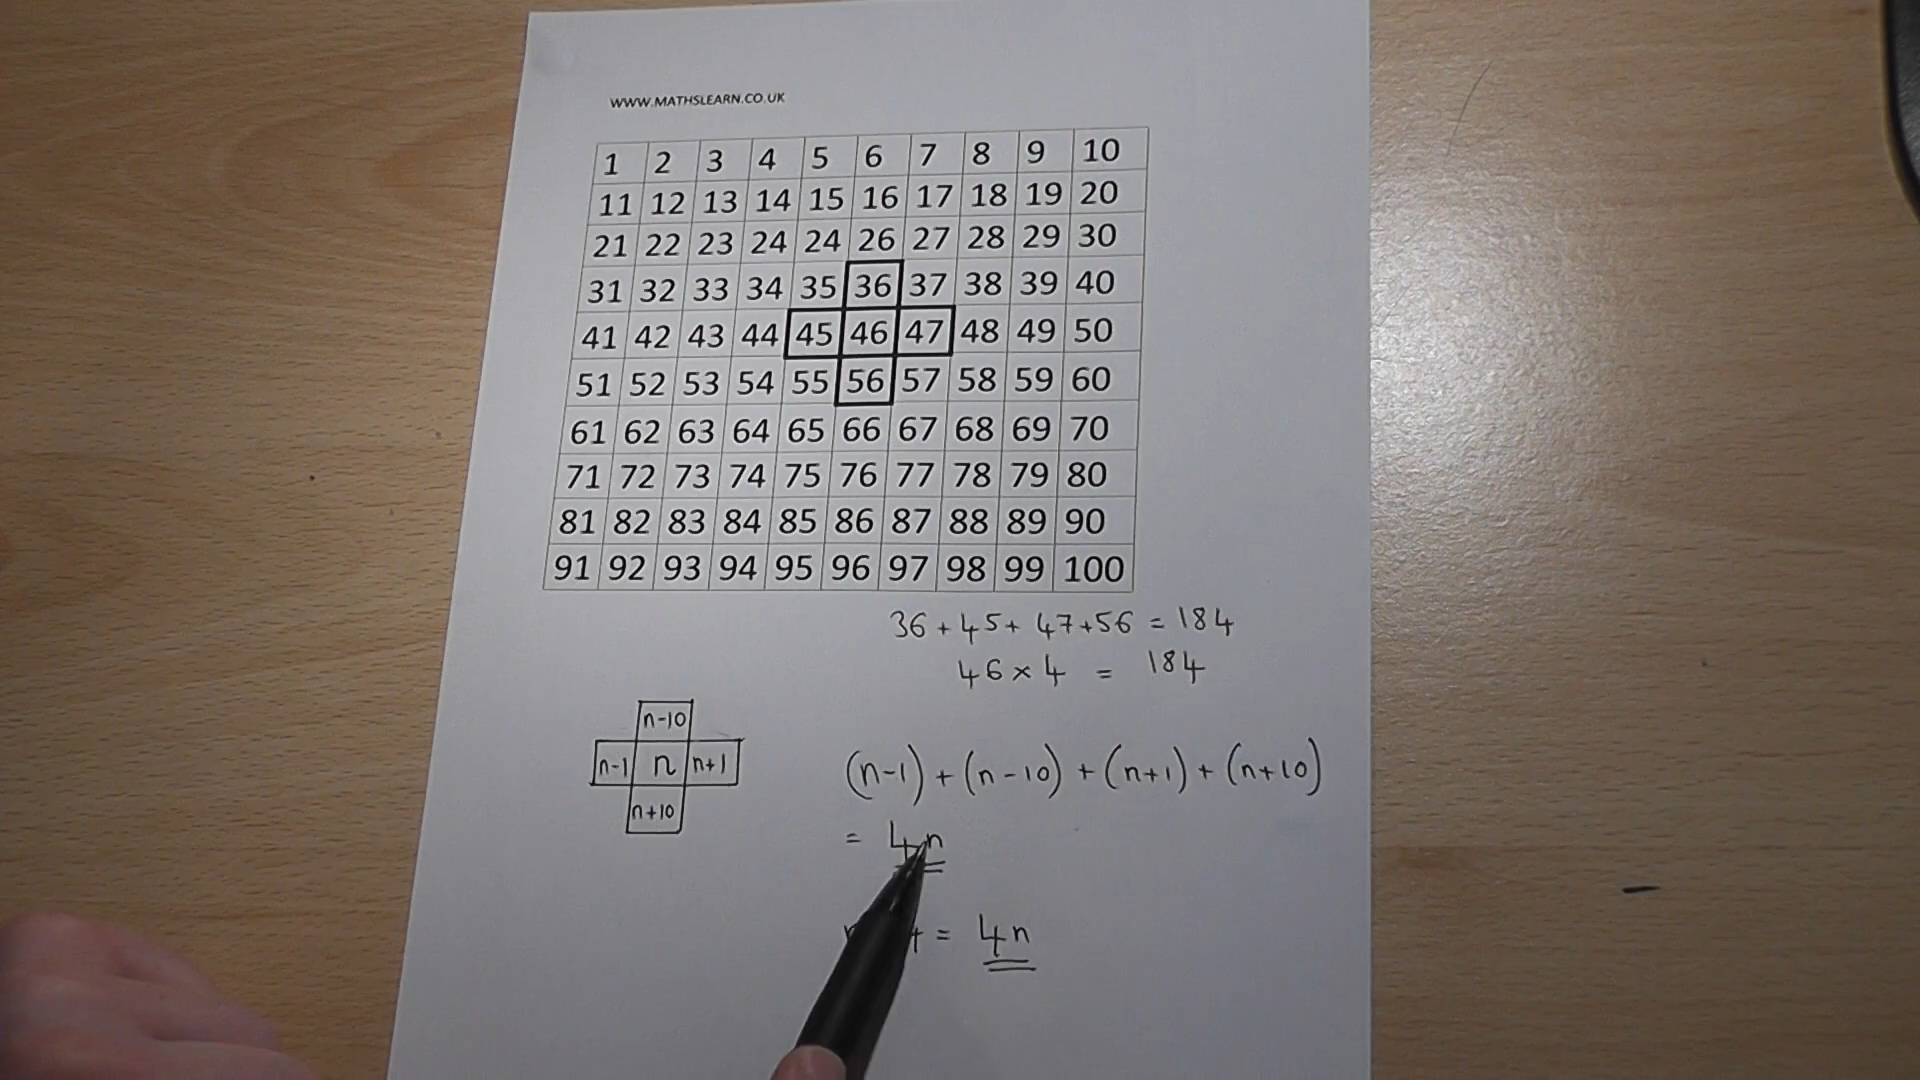 WWW.MATHSLEARN.CO.UK
1 2 3 4 5 6 7 8 9 10
11 12 13 14 15 16 17 18 19 20
21 22 23 24 24 26 27 28 29 30
31 32 33 34 35 36 37 38 39 40
41 42 43 44 45 46 47 48 49 50
51 52 53 54 55 56 57 58 59 60
61 62 63 64 65 66 67 68 69 70
71 72 73 74 75 76 77 78 79 80
81 82 83 84 85 86 87 88 89 90
91 92 93 94 95 96 97 98 99 100
36 + 45 + 47 + 56 = 184
46 × 4 = 184
n-10
n-1 n n+1
n+10
(n-1) + (n-10) + (n+1) + (n+10)
= 4n
4 = 4n